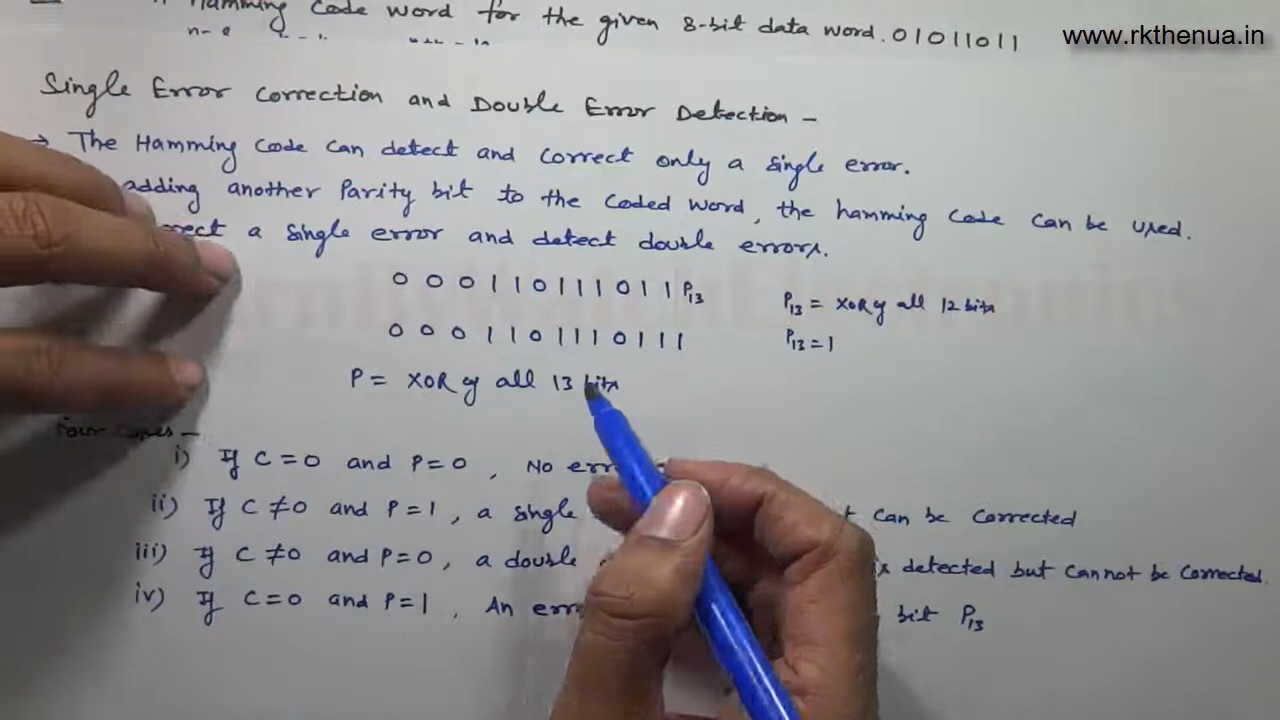 Hamming Code word for the given 8-bit data word. 01011011
www.rkthenua.in
Single Error Correction and Double Error Detection -
→ The Hamming Code can detect and correct only a single error.
adding another Parity bit to the coded word, the hamming code can be used.
rrect a single error and detect double errors.
0 0 0 1 1 0 1 1 1 0 1 1 P13
P13 = XOR of all 12 bits
0 0 0 1 1 0 1 1 1 0 1 1 1
P13 = 1
P = XOR of all 13 bits
Four
i) If C = 0 and P = 0, No err
ii) If C ≠ 0 and P = 1, a single can be corrected
iii) If C ≠ 0 and P = 0, a double is detected but cannot be corrected.
iv) If C = 0 and P = 1, An erro bit P13